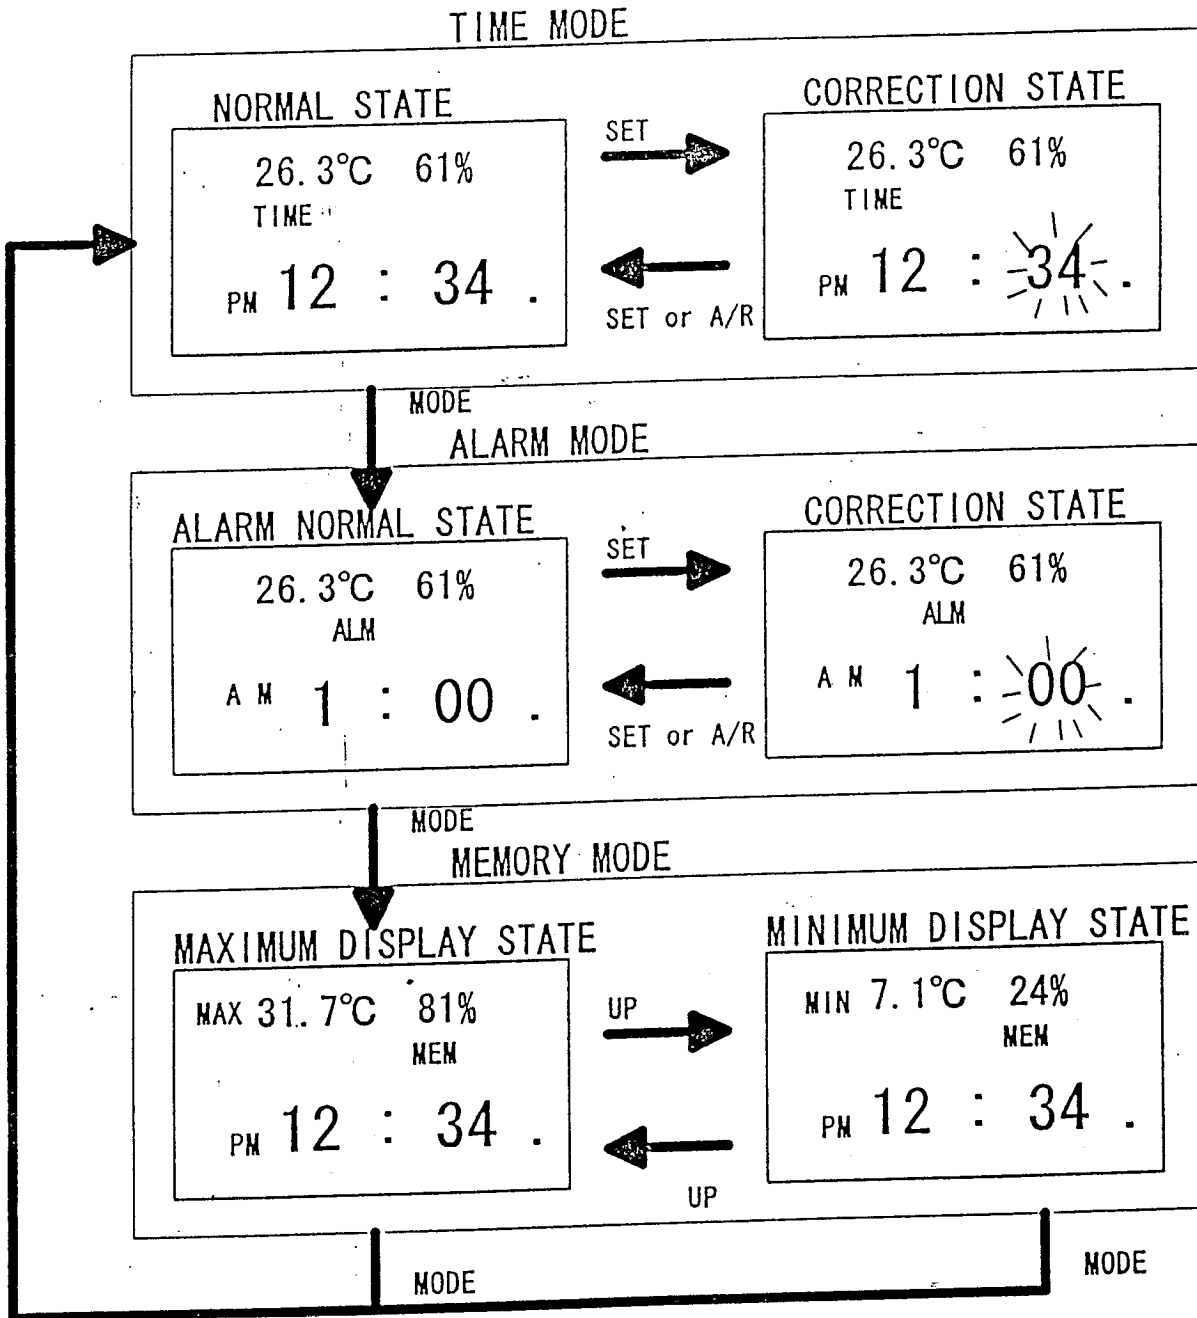 TIME MODE
NORMAL STATE
CORRECTION STATE
26.3℃ 61%
TIME
PM 12 : 34 .
SET
SET or A/R
26.3℃ 61%
TIME
PM 12 : 34 .
MODE
ALARM MODE
ALARM NORMAL STATE
CORRECTION STATE
26.3℃ 61%
ALM
AM 1 : 00 .
SET
SET or A/R
26.3℃ 61%
ALM
AM 1 : 00 .
MODE
MEMORY MODE
MAXIMUM DISPLAY STATE
MINIMUM DISPLAY STATE
MAX 31.7℃ 81%
MEM
PM 12 : 34 .
UP
UP
MIN 7.1℃ 24%
MEM
PM 12 : 34 .
MODE
MODE